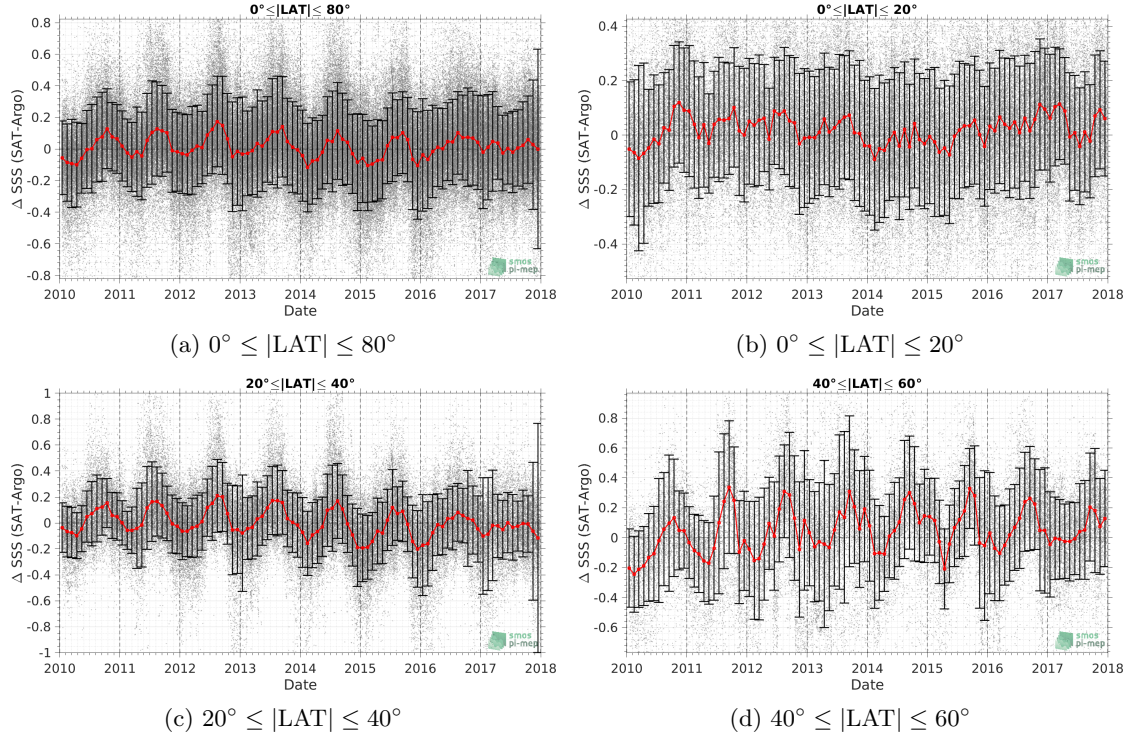 0°≤|LAT|≤ 80°
Δ SSS (SAT-Argo)
0.8
0.6
0.4
0.2
0
-0.2
-0.4
-0.6
-0.8
2010 2011 2012 2013 2014 2015 2016 2017 2018
Date
smos
pi-mep
(a) 0° ≤ |LAT| ≤ 80°
0°≤|LAT|≤ 20°
Δ SSS (SAT-Argo)
0.4
0.2
0
-0.2
-0.4
2010 2011 2012 2013 2014 2015 2016 2017 2018
Date
smos
pi-mep
(b) 0° ≤ |LAT| ≤ 20°
20°≤|LAT|≤ 40°
Δ SSS (SAT-Argo)
1
0.8
0.6
0.4
0.2
0
-0.2
-0.4
-0.6
-0.8
-1
2010 2011 2012 2013 2014 2015 2016 2017 2018
Date
smos
pi-mep
(c) 20° ≤ |LAT| ≤ 40°
40°≤|LAT|≤ 60°
Δ SSS (SAT-Argo)
0.8
0.6
0.4
0.2
0
-0.2
-0.4
-0.6
2010 2011 2012 2013 2014 2015 2016 2017 2018
Date
smos
pi-mep
(d) 40° ≤ |LAT| ≤ 60°